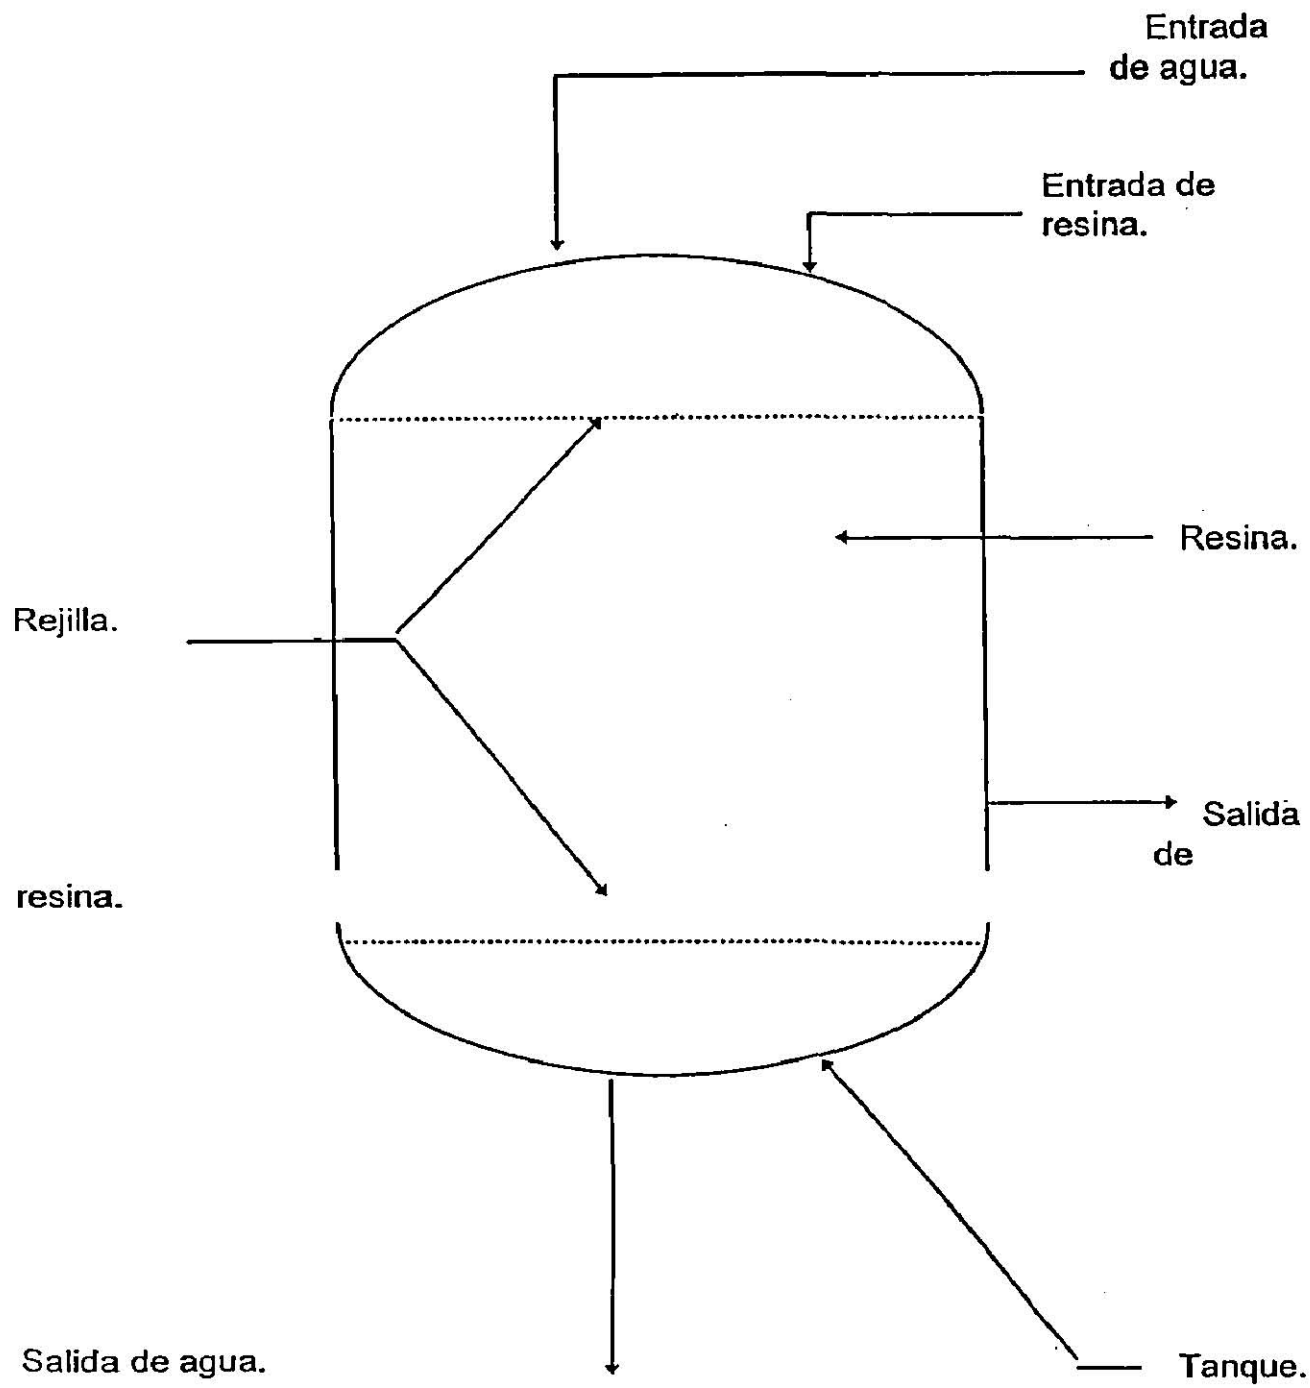 Entrada
de agua.
Entrada de
resina.
Resina.
Rejilla.
Salida
de
resina.
Salida de agua.
Tanque.